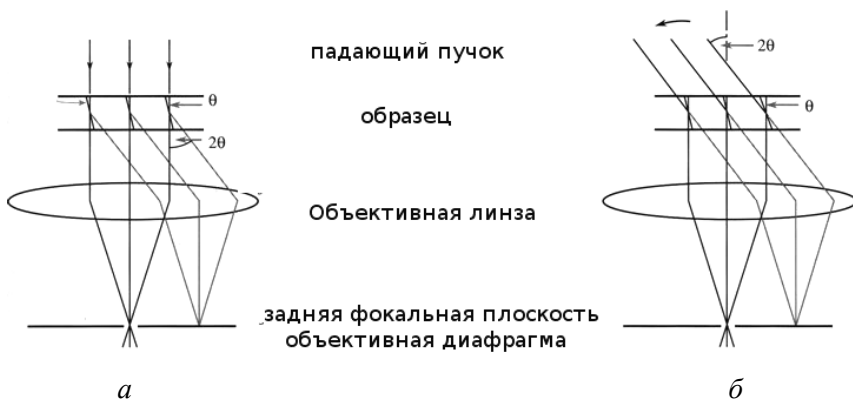 2θ
падающий пучок
θ
θ
образец
2θ
Объективная линза
задняя фокальная плоскость
объективная диафрагма
а
б